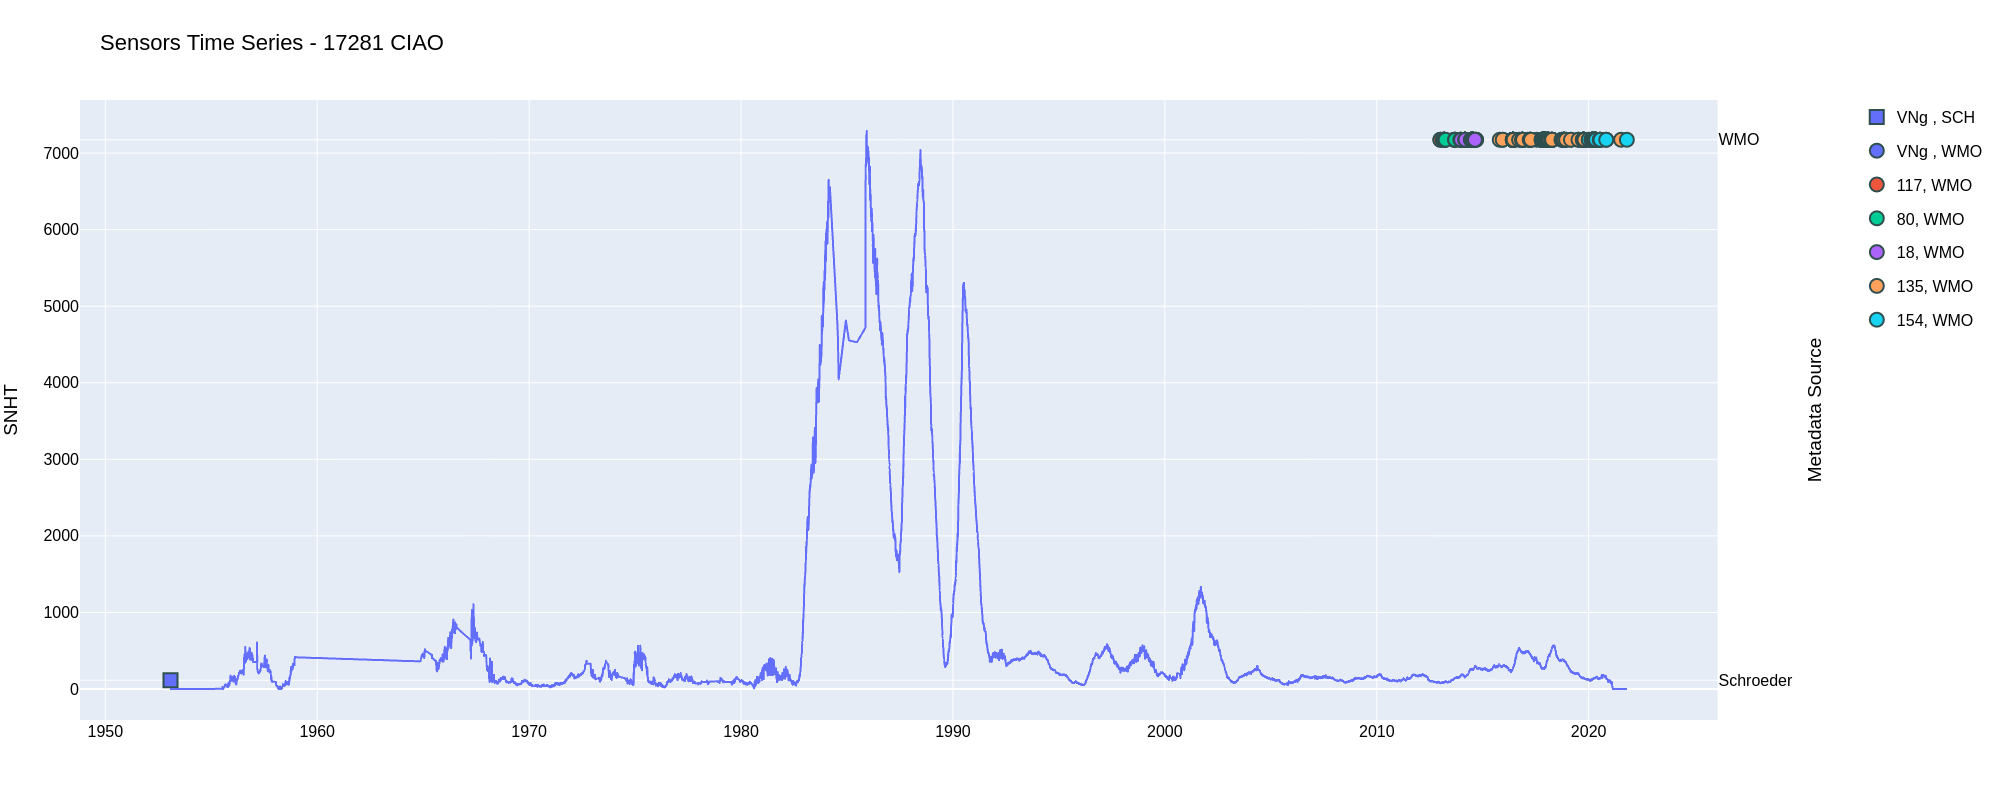 Sensors Time Series - 17281 CIAO
SNHT
7000
6000
5000
4000
3000
2000
1000
0
1950 1960 1970 1980 1990 2000 2010 2020
WMO
Schroeder
Metadata Source
VNg , SCH
VNg , WMO
117, WMO
80, WMO
18, WMO
135, WMO
154, WMO